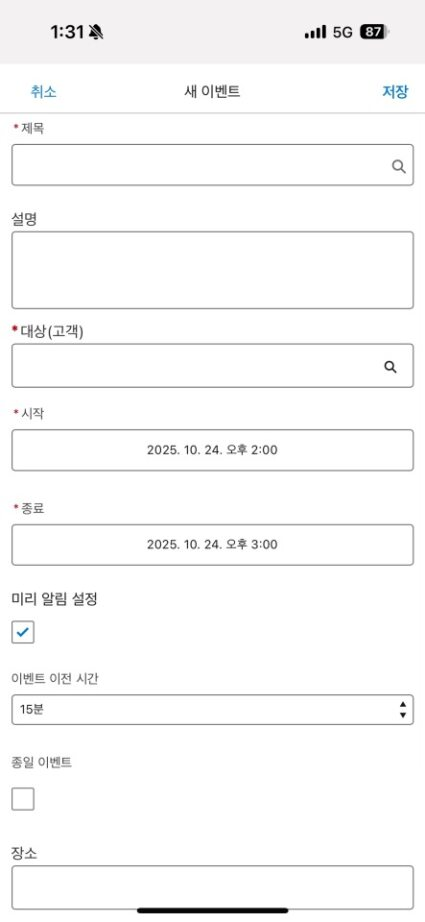 1:31 5G 87
취소 새 이벤트 저장
* 제목
설명
* 대상(고객)
* 시작
2025. 10. 24. 오후 2:00
* 종료
2025. 10. 24. 오후 3:00
미리 알림 설정
이벤트 이전 시간
15분
종일 이벤트
장소